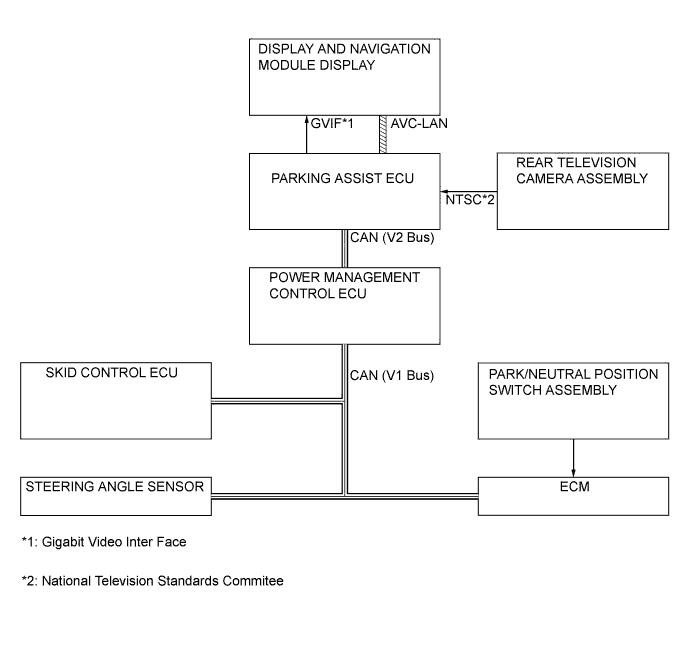 DISPLAY AND NAVIGATION
MODULE DISPLAY
GVIF*1
AVC-LAN
PARKING ASSIST ECU
REAR TELEVISION
CAMERA ASSEMBLY
NTSC*2
CAN (V2 Bus)
POWER MANAGEMENT
CONTROL ECU
SKID CONTROL ECU
CAN (V1 Bus)
PARK/NEUTRAL POSITION
SWITCH ASSEMBLY
STEERING ANGLE SENSOR
ECM
*1: Gigabit Video Inter Face
*2: National Television Standards Commitee